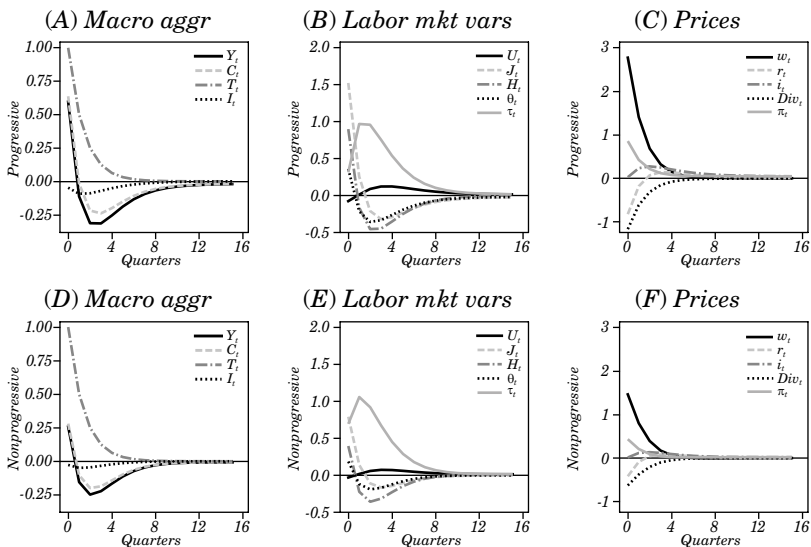 (A) Macro aggr
(B) Labor mkt vars
(C) Prices
Progressive
1.00
0.75
0.50
0.25
0.00
-0.25
0
4
8
12
16
Quarters
Y_t
C_t
T_t
I_t
Progressive
2.0
1.5
1.0
0.5
0.0
-0.5
0
4
8
12
16
Quarters
U_t
J_t
H_t
θ_t
τ_t
Progressive
3
2
1
0
-1
0
4
8
12
16
Quarters
w_t
r_t
i_t
Div_t
π_t
(D) Macro aggr
(E) Labor mkt vars
(F) Prices
Nonprogressive
1.00
0.75
0.50
0.25
0.00
-0.25
0
4
8
12
16
Quarters
Y_t
C_t
T_t
I_t
Nonprogressive
2.0
1.5
1.0
0.5
0.0
-0.5
0
4
8
12
16
Quarters
U_t
J_t
H_t
θ_t
τ_t
Nonprogressive
3
2
1
0
-1
0
4
8
12
16
Quarters
w_t
r_t
i_t
Div_t
π_t